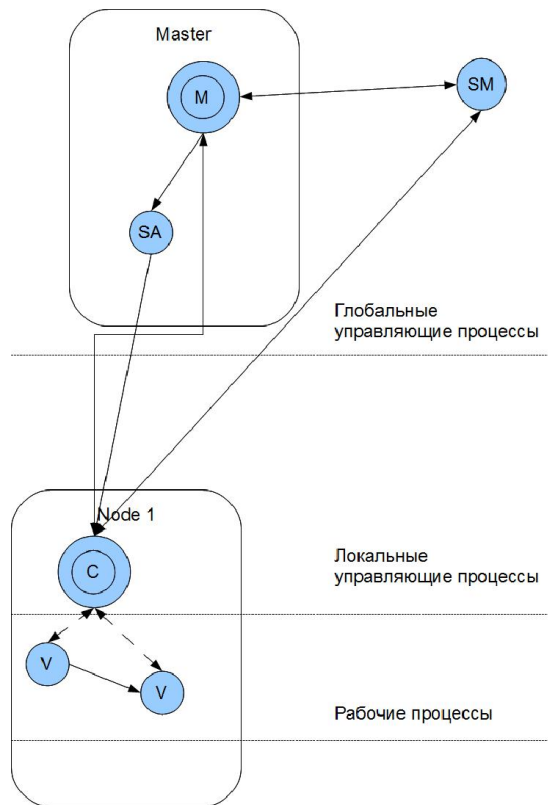 Master
M
SM
SA
Глобальные
управляющие процессы
Node 1
C
Локальные
управляющие процессы
V
V
Рабочие процессы